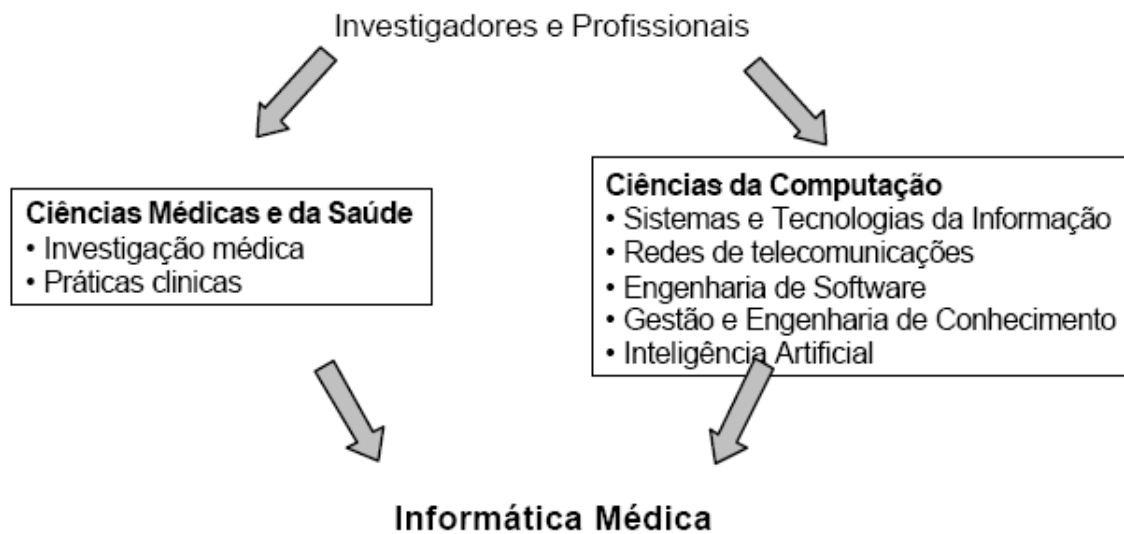 Investigadores e Profissionais
Ciências Médicas e da Saúde
• Investigação médica
• Práticas clinicas
Ciências da Computação
• Sistemas e Tecnologias da Informação
• Redes de telecomunicações
• Engenharia de Software
• Gestão e Engenharia de Conhecimento
• Inteligência Artificial
Informática Médica